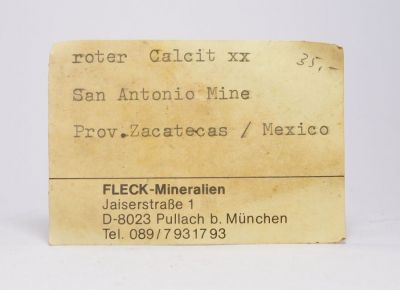 roter Calcit xx 35,-
San Antonio Mine
Prov.Zacatecas / Mexico
FLECK-Mineralien
Jaiserstraße 1
D-8023 Pullach b. München
Tel. 089/7931793